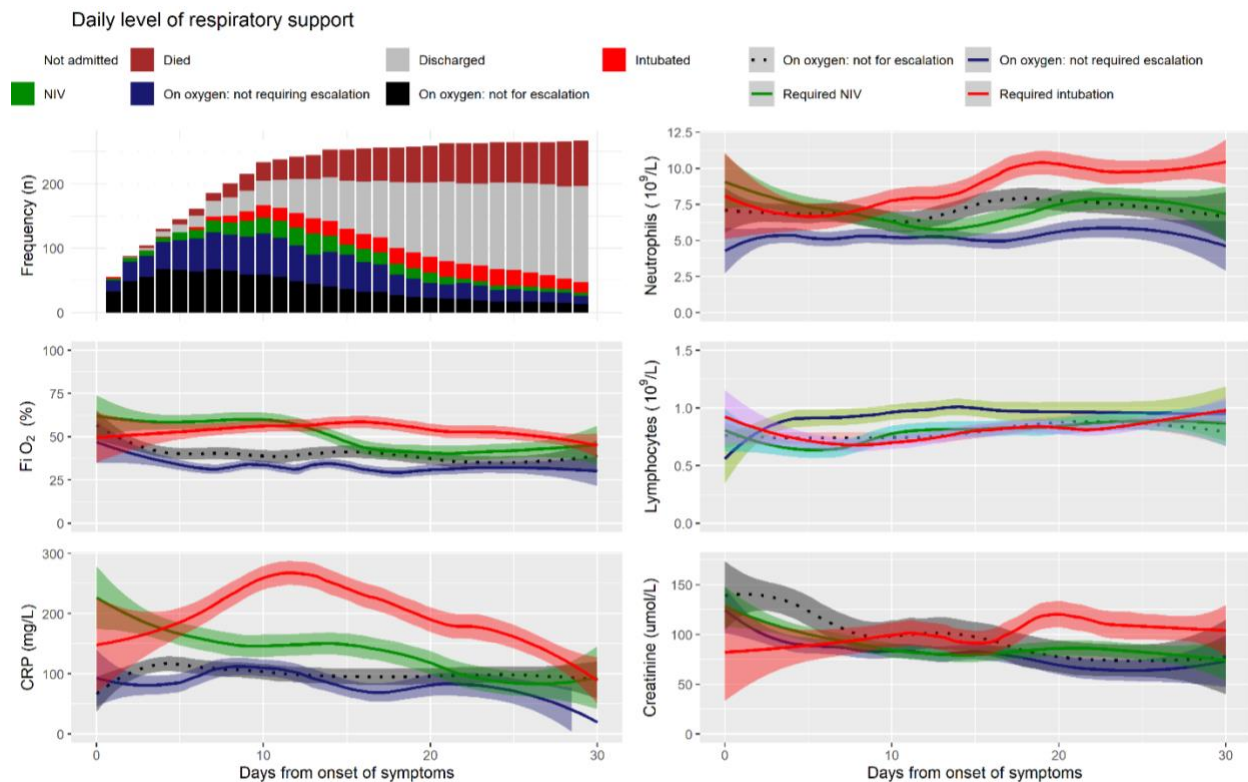 Daily level of respiratory support
Not admitted Died Discharged Intubated On oxygen: not for escalation On oxygen: not required escalation
NIV On oxygen: not requiring escalation On oxygen: not for escalation Required NIV Required intubation
Frequency (n)
200
100
0
Neutrophils (10⁹/L)
12.5
10.0
7.5
5.0
2.5
0.0
Fi O₂ (%)
100
75
50
25
0
Lymphocytes (10⁹/L)
1.5
1.0
0.5
0.0
CRP (mg/L)
300
200
100
0
0 10 20 30
Days from onset of symptoms
Creatinine (umol/L)
150
100
50
0
0 10 20 30
Days from onset of symptoms